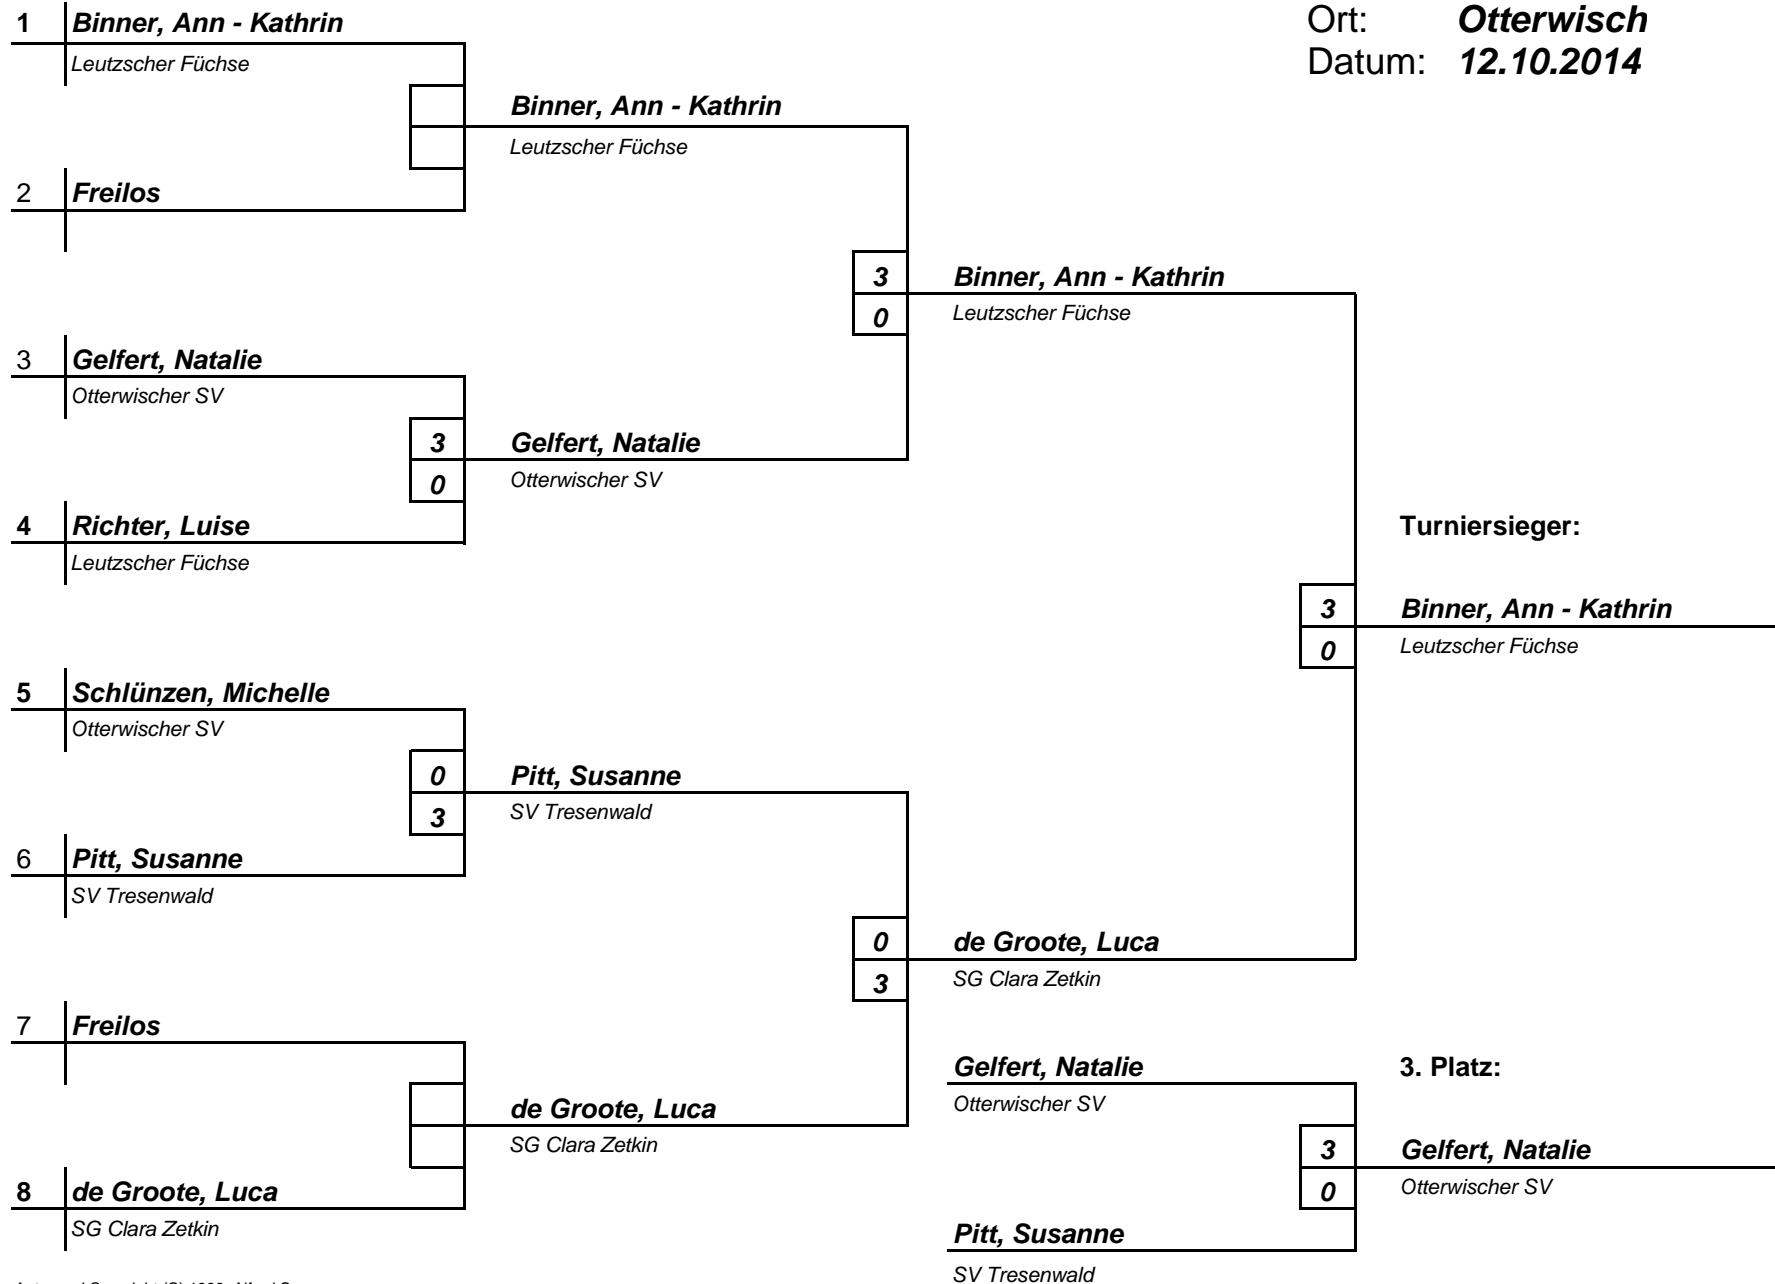 Ort: Otterwisch
Datum: 12.10.2014
1 Binner, Ann - Kathrin
Leutzscher Füchse
Binner, Ann - Kathrin
Leutzscher Füchse
2 Freilos
3
0
Binner, Ann - Kathrin
Leutzscher Füchse
3 Gelfert, Natalie
Otterwischer SV
3
0
Gelfert, Natalie
Otterwischer SV
4 Richter, Luise
Leutzscher Füchse
Turniersieger:
3
0
Binner, Ann - Kathrin
Leutzscher Füchse
5 Schlünzen, Michelle
Otterwischer SV
0
3
Pitt, Susanne
SV Tresenwald
6 Pitt, Susanne
SV Tresenwald
0
3
de Groote, Luca
SG Clara Zetkin
7 Freilos
de Groote, Luca
SG Clara Zetkin
8 de Groote, Luca
SG Clara Zetkin
Gelfert, Natalie
Otterwischer SV
3. Platz:
3
0
Gelfert, Natalie
Otterwischer SV
Pitt, Susanne
SV Tresenwald